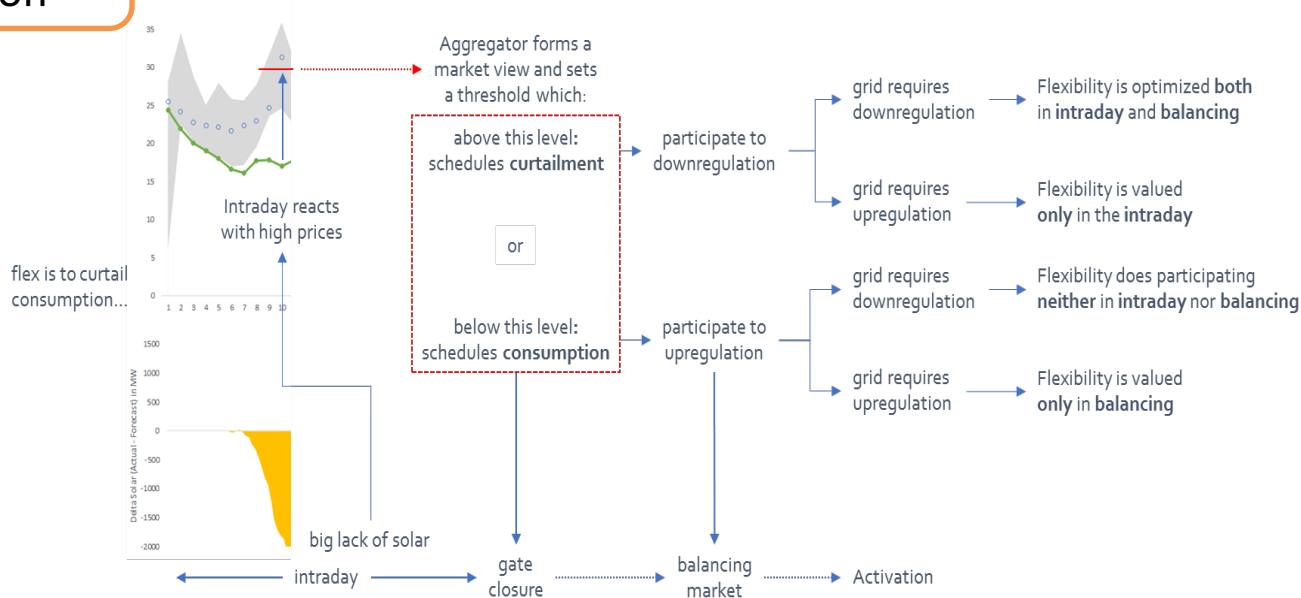 on
35
30
25
20
15
10
5
0
1 2 3 4 5 6 7 8 9 10
Intraday reacts
with high prices
flex is to curtail
consumption...
Delta Solar (Actual - Forecast) in MW
1500
1000
500
0
-500
-1000
-1500
-2000
big lack of solar
Aggregator forms a
market view and sets
a threshold which:
above this level:
schedules curtailment
or
below this level:
schedules consumption
participate to
downregulation
participate to
upregulation
grid requires
downregulation
Flexibility is optimized both
in intraday and balancing
grid requires
upregulation
Flexibility is valued
only in the intraday
grid requires
downregulation
Flexibility does participating
neither in intraday nor balancing
grid requires
upregulation
Flexibility is valued
only in balancing
intraday
gate
closure
balancing
market
Activation